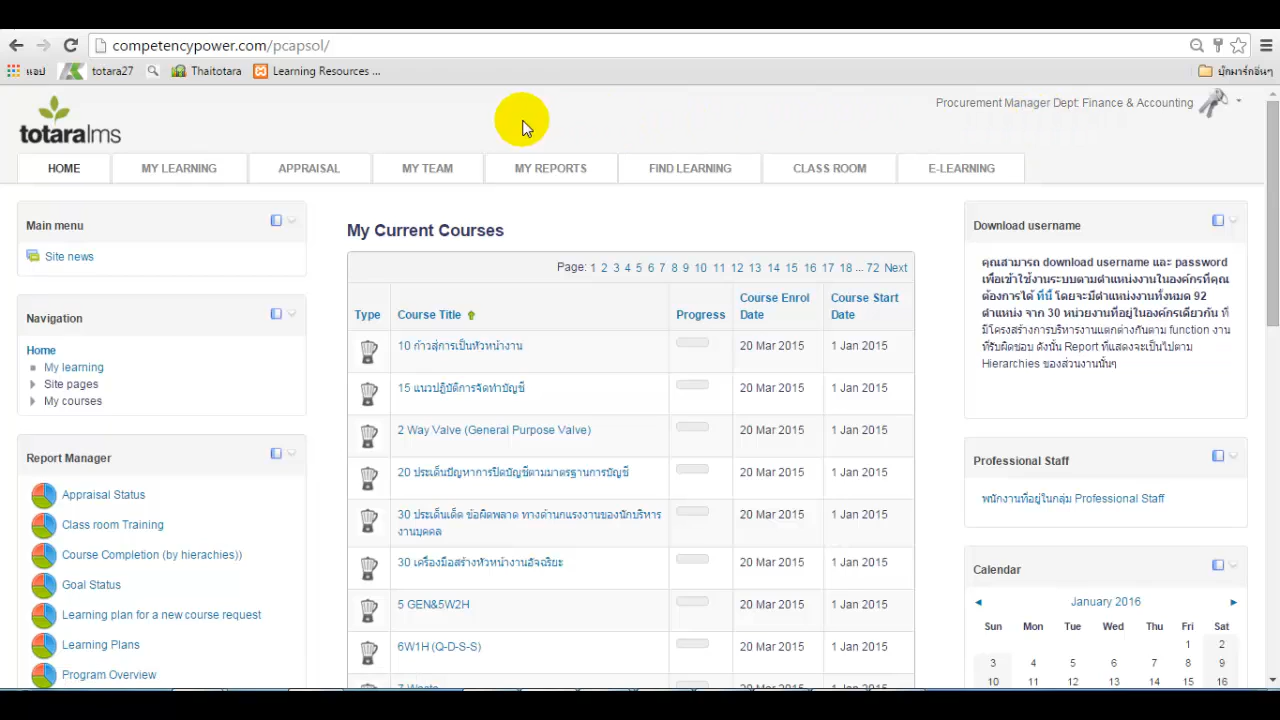 competencypower.com/pcapsol/
แอป totara27 Thaitotara Learning Resources ... บุ๊กมาร์กอื่นๆ
totaralms
Procurement Manager Dept: Finance & Accounting
HOME MY LEARNING APPRAISAL MY TEAM MY REPORTS FIND LEARNING CLASS ROOM E-LEARNING
Main menu
Site news
Navigation
Home
My learning
Site pages
My courses
Report Manager
Appraisal Status
Class room Training
Course Completion (by hierachies))
Goal Status
Learning plan for a new course request
Learning Plans
Program Overview
My Current Courses
Page: 1 2 3 4 5 6 7 8 9 10 11 12 13 14 15 16 17 18 ... 72 Next
Type Course Title Progress Course Enrol Date Course Start Date
10 ก้าวสู่การเป็นหัวหน้างาน 20 Mar 2015 1 Jan 2015
15 แนวปฏิบัติการจัดทำบัญชี 20 Mar 2015 1 Jan 2015
2 Way Valve (General Purpose Valve) 20 Mar 2015 1 Jan 2015
20 ประเด็นปัญหาการปิดบัญชีตามมาตรฐานการบัญชี 20 Mar 2015 1 Jan 2015
30 ประเด็นเด็ด ข้อผิดพลาด ทางด้านกแรงงานของนักบริหาร 20 Mar 2015 1 Jan 2015
งานบุคคล
30 เครื่องมือสร้างหัวหน้างานอัจฉริยะ 20 Mar 2015 1 Jan 2015
5 GEN&5W2H 20 Mar 2015 1 Jan 2015
6W1H (Q-D-S-S) 20 Mar 2015 1 Jan 2015
7 Waste 20 Mar 2015 1 Jan 2015
Download username
คุณสามารถ download username และ password
เพื่อเข้าใช้งานระบบตามตำแหน่งงานในองค์กรที่คุณ
ต้องการได้ ที่นี่ โดยจะมีตำแหน่งงานทั้งหมด 92
ตำแหน่ง จาก 30 หน่วยงานที่อยู่ในองค์กรเดียวกัน ที่
มีโครงสร้างการบริหารงานแตกต่างกันตาม function งาน
ที่รับผิดชอบ ดังนั้น Report ที่แสดงจะเป็นไปตาม
Hierarchies ของส่วนงานนั้นๆ
Professional Staff
พนักงานที่อยู่ในกลุ่ม Professional Staff
Calendar
January 2016
Sun Mon Tue Wed Thu Fri Sat
1 2
3 4 5 6 7 8 9
10 11 12 13 14 15 16